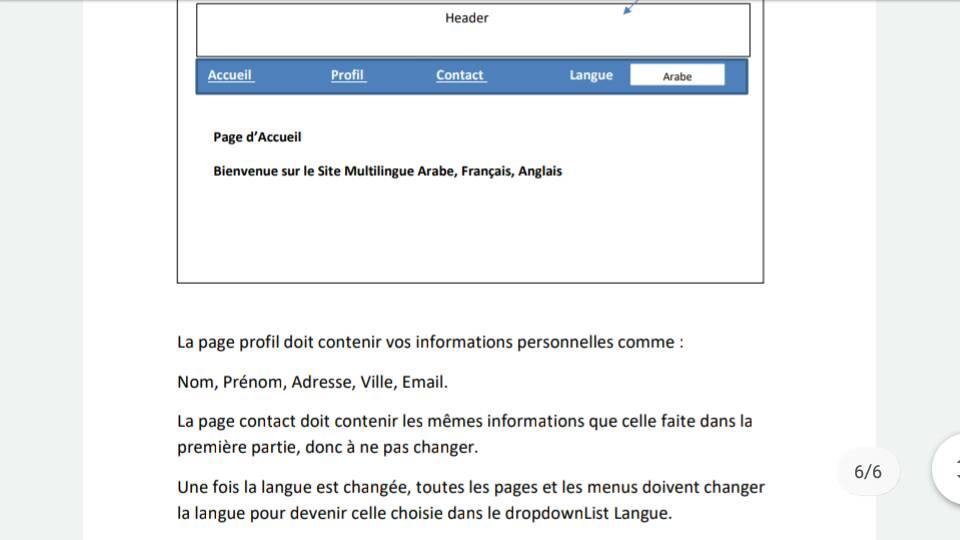 Header
Accueil Profil Contact Langue Arabe
Page d’Accueil
Bienvenue sur le Site Multilingue Arabe, Français, Anglais
La page profil doit contenir vos informations personnelles comme :
Nom, Prénom, Adresse, Ville, Email.
La page contact doit contenir les mêmes informations que celle faite dans la
première partie, donc à ne pas changer.
6/6
Une fois la langue est changée, toutes les pages et les menus doivent changer
la langue pour devenir celle choisie dans le dropdownList Langue.